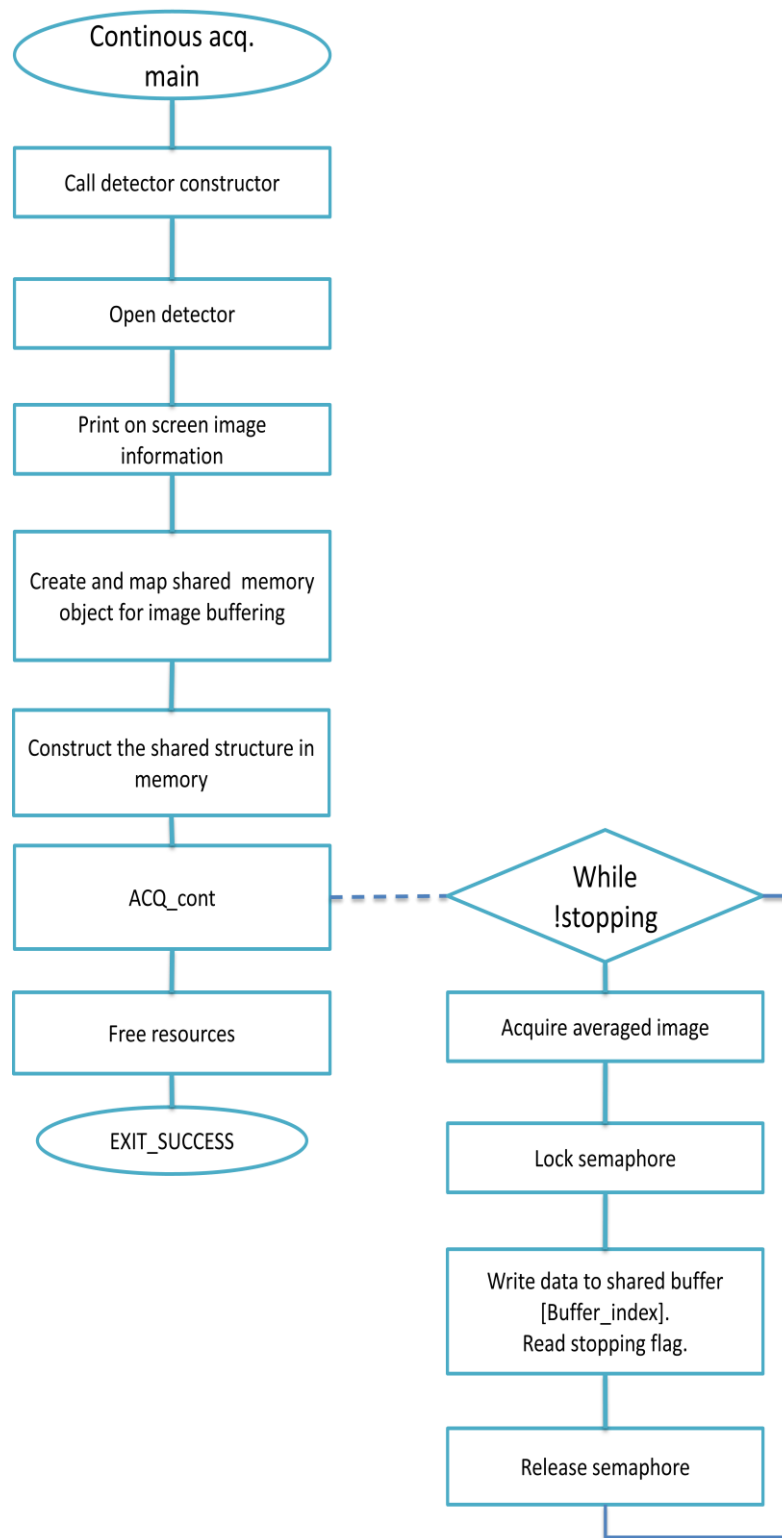 Continous acq.
main
Call detector constructor
Open detector
Print on screen image
information
Create and map shared  memory
object for image buffering
Construct the shared structure in
memory
ACQ_cont
Free resources
EXIT_SUCCESS
While
!stopping
Acquire averaged image
Lock semaphore
Write data to shared buffer
[Buffer_index].
Read stopping flag.
Release semaphore